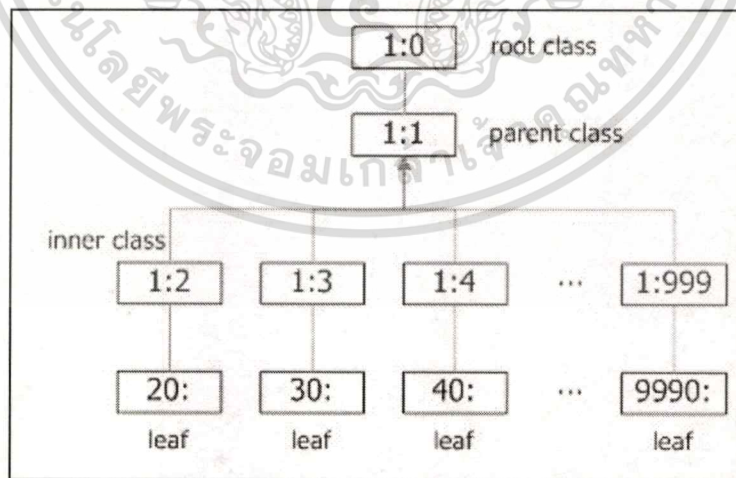 1:0 root class
1:1 parent class
inner class
1:2 1:3 1:4 ... 1:999
20: 30: 40: ... 9990:
leaf leaf leaf leaf